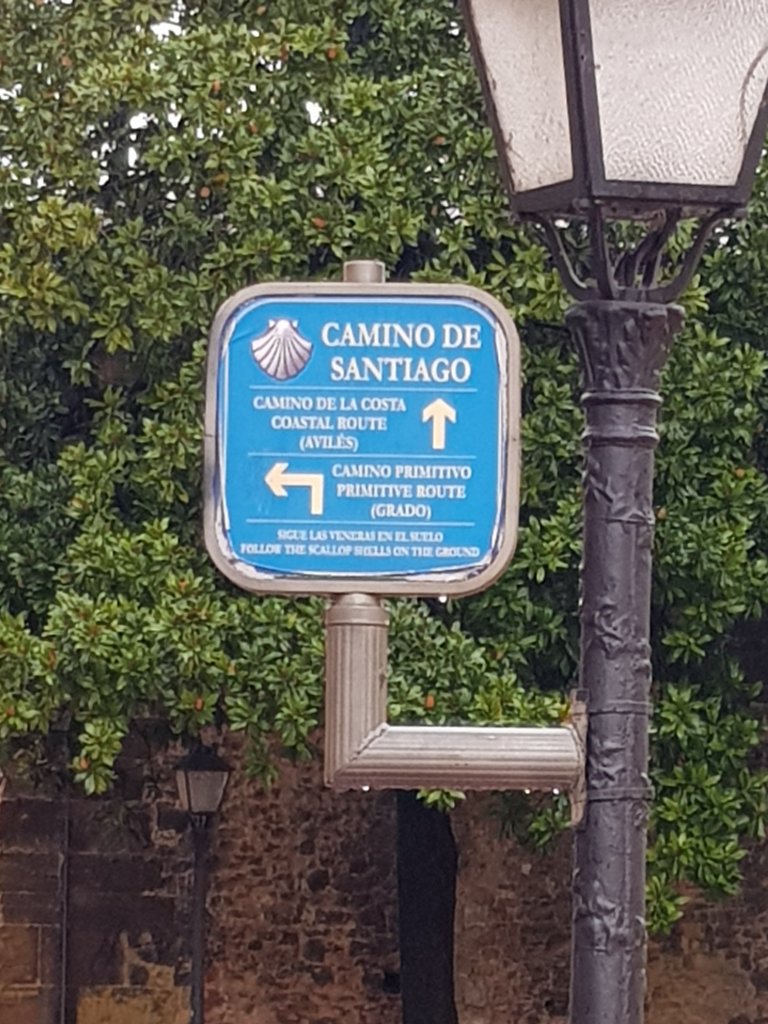 CAMINO DE
SANTIAGO
CAMINO DE LA COSTA
COASTAL ROUTE
(AVILÉS)
CAMINO PRIMITIVO
PRIMITIVE ROUTE
(GRADO)
SIGUE LAS VENERAS EN EL SUELO
FOLLOW THE SCALLOP SHELLS ON THE GROUND